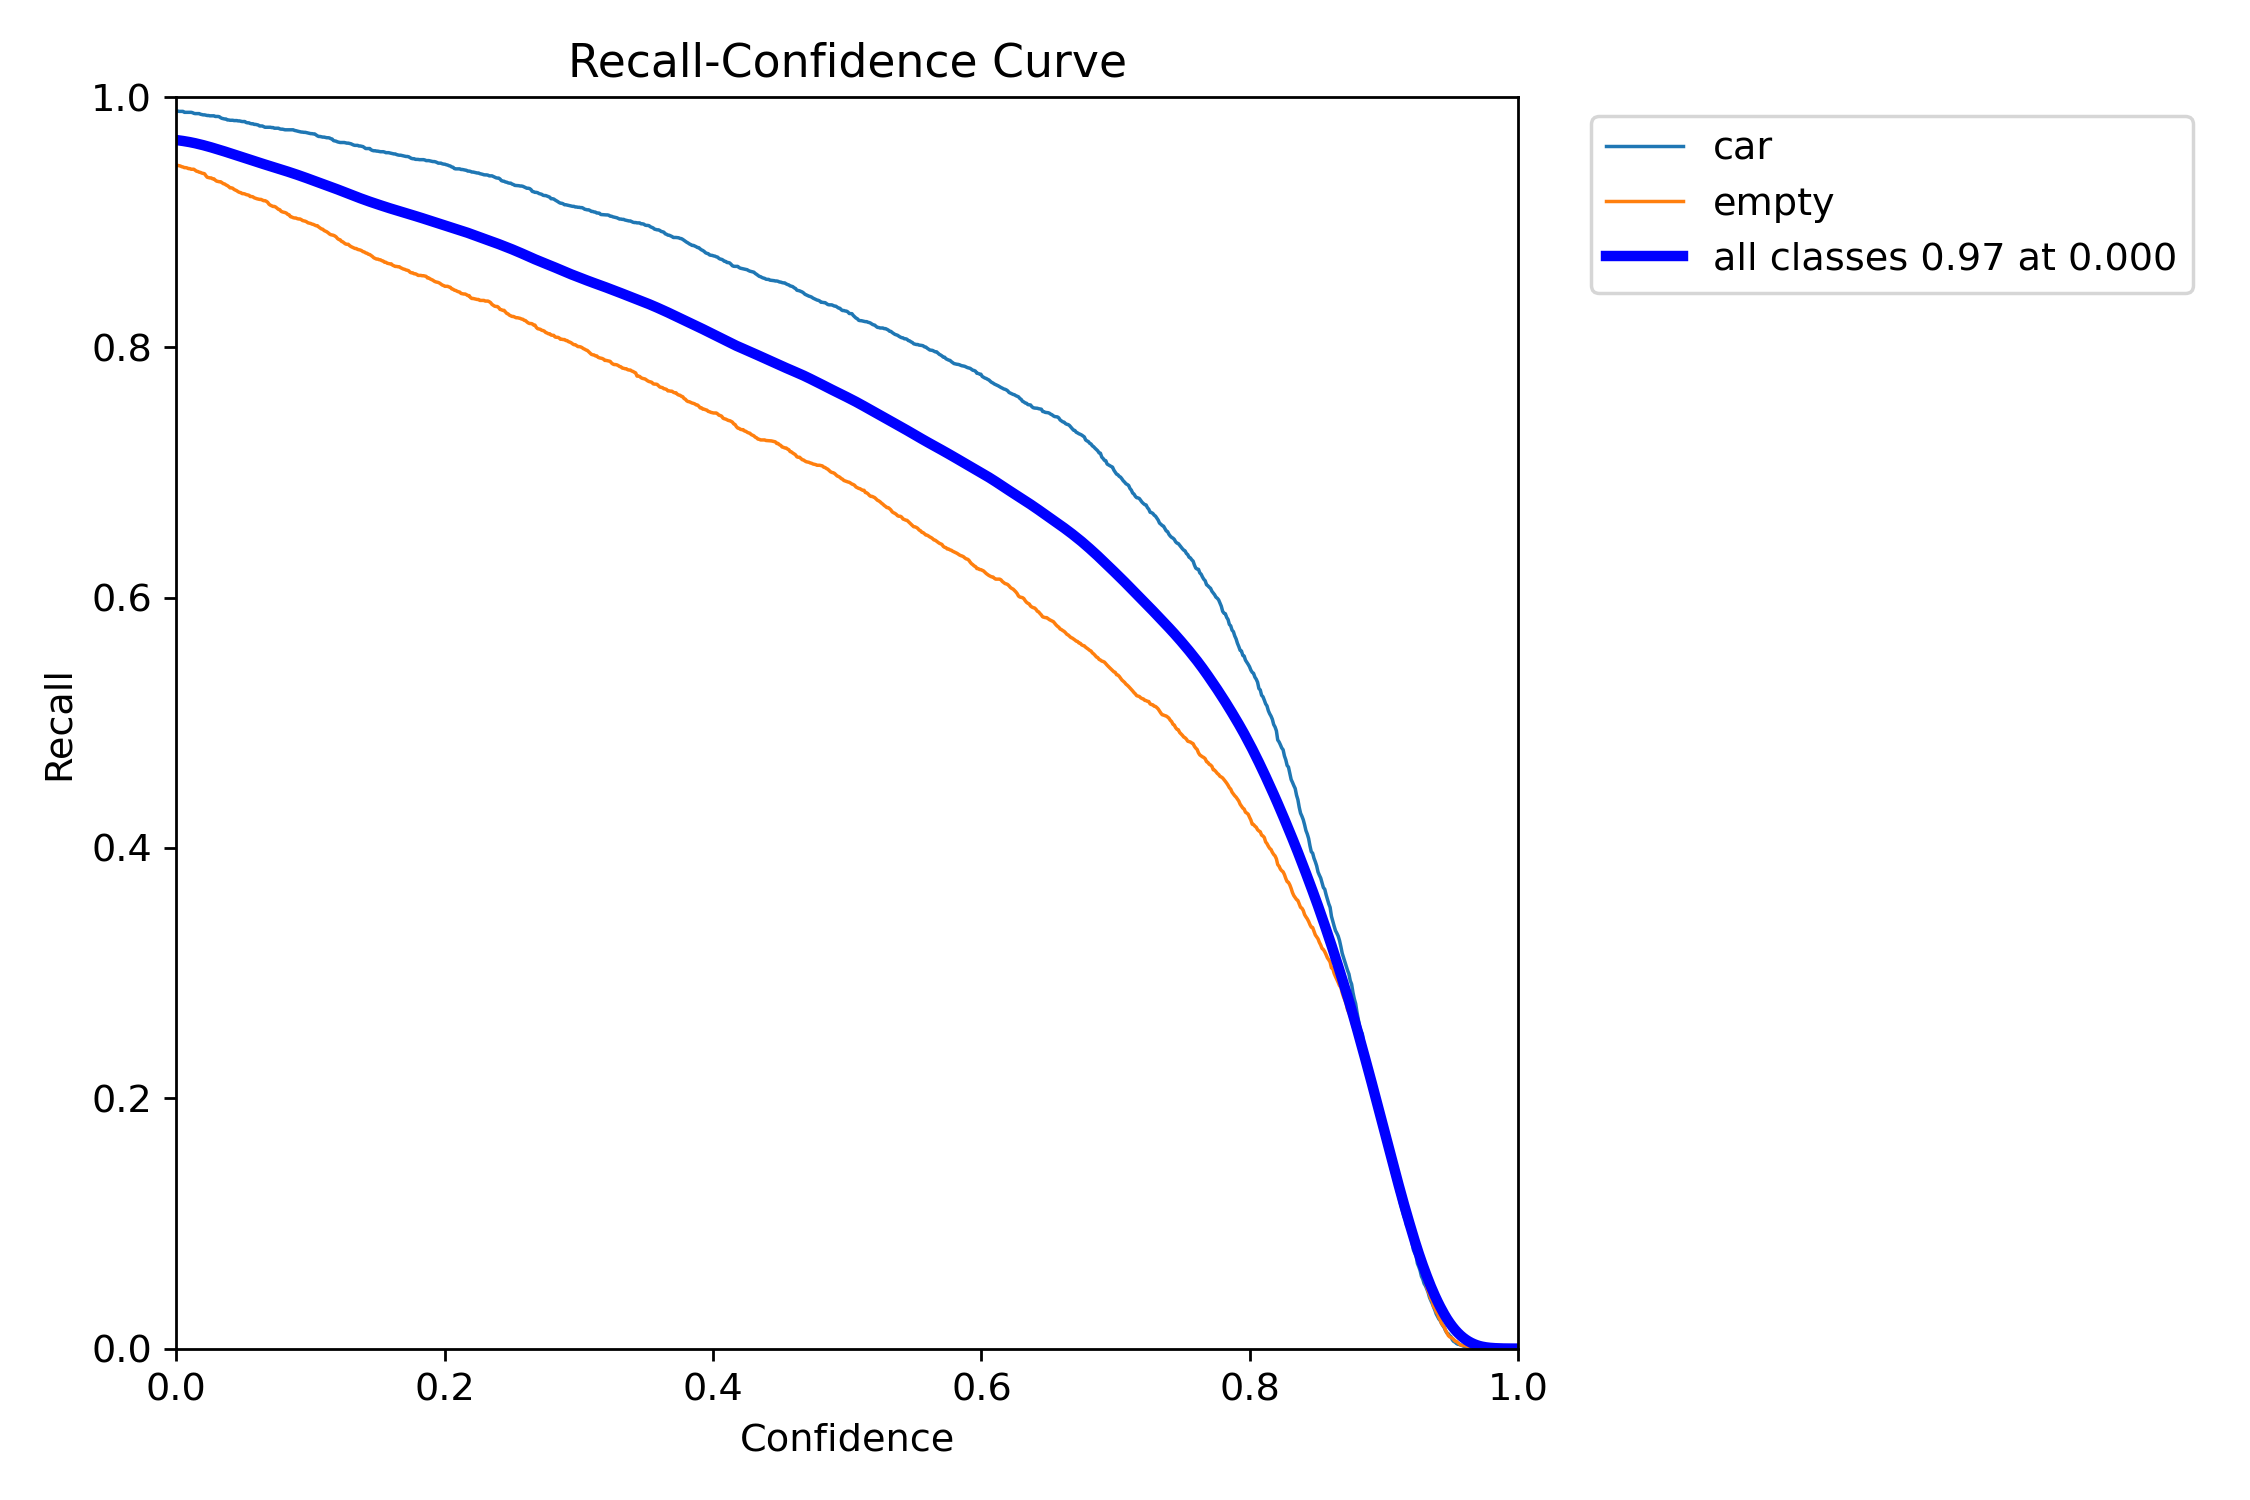 Recall-Confidence Curve
1.0
0.8
0.6
0.4
0.2
0.0
Recall
0.0 0.2 0.4 0.6 0.8 1.0
Confidence
car
empty
all classes 0.97 at 0.000